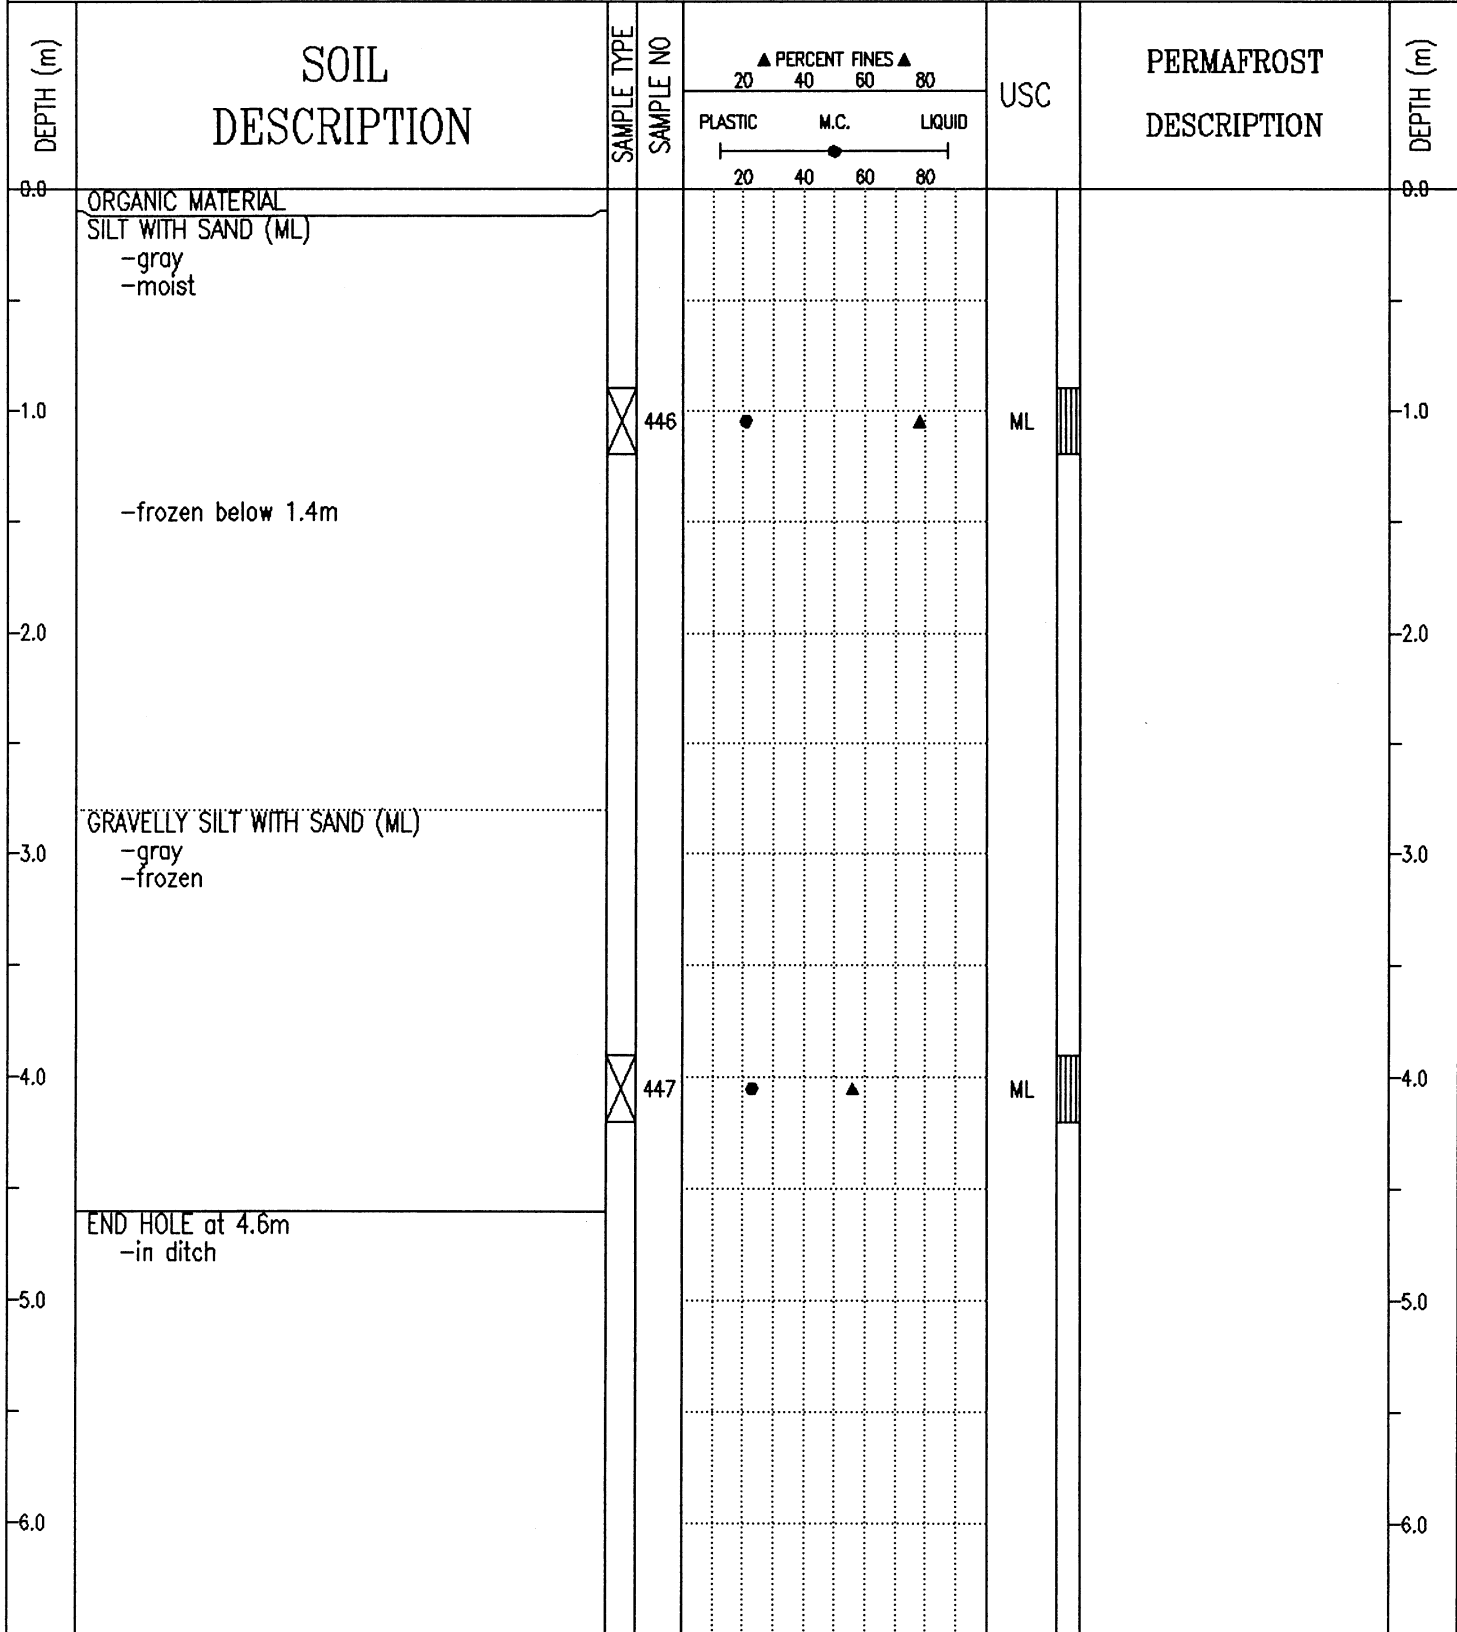 DEPTH (m)
SOIL
DESCRIPTION
SAMPLE TYPE
SAMPLE NO
▲ PERCENT FINES ▲
20 40 60 80
PLASTIC M.C. LIQUID
20 40 60 80
USC
PERMAFROST
DESCRIPTION
DEPTH (m)
0.0 0.0
ORGANIC MATERIAL
SILT WITH SAND (ML)
-gray
-moist
1.0 446 ML 1.0
-frozen below 1.4m
2.0 2.0
GRAVELLY SILT WITH SAND (ML)
3.0 -gray 3.0
-frozen
4.0 447 ML 4.0
END HOLE at 4.6m
-in ditch
5.0 5.0
6.0 6.0